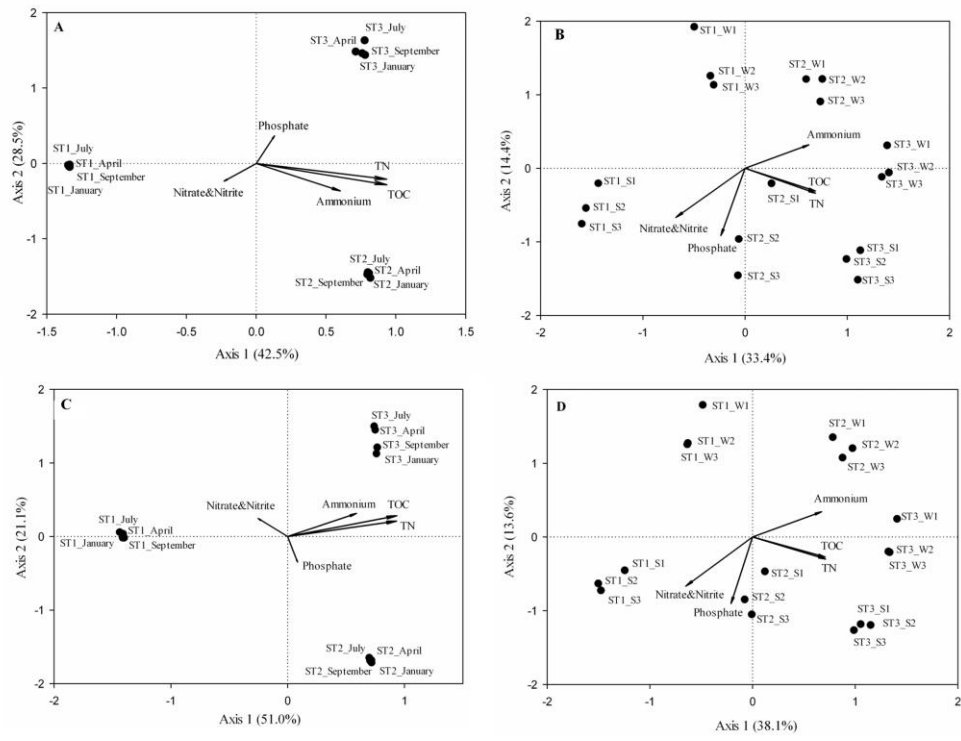 A
2
1
0
-1
-2
Axis 2 (28.5%)
ST3_July
ST3_April
ST3_September
ST3_January
Phosphate
ST1_July
ST1_April
ST1_September
ST1_January
TN
TOC
Nitrate&Nitrite
Ammonium
ST2_July
ST2_April
ST2_September
ST2_January
-1.5
-1.0
-0.5
0.0
0.5
1.0
1.5
Axis 1 (42.5%)
B
2
1
0
-1
-2
Axis 2 (14.4%)
ST1_W1
ST1_W2
ST1_W3
ST2_W1
ST2_W2
ST2_W3
Ammonium
ST3_W1
ST3_W2
ST3_W3
TOC
TN
ST1_S1
ST1_S2
ST1_S3
ST2_S1
Nitrate&Nitrite
Phosphate
ST2_S2
ST2_S3
ST3_S1
ST3_S2
ST3_S3
-2
-1
0
1
2
Axis 1 (33.4%)
C
2
1
0
-1
-2
Axis 2 (21.1%)
ST3_July
ST3_April
ST3_September
ST3_January
Nitrate&Nitrite
Ammonium
TOC
TN
ST1_July
ST1_April
ST1_January
ST1_September
Phosphate
ST2_July
ST2_April
ST2_September
ST2_January
-2
-1
0
1
Axis 1 (51.0%)
D
2
1
0
-1
-2
Axis 2 (13.6%)
ST1_W1
ST1_W2
ST1_W3
ST2_W1
ST2_W2
ST2_W3
Ammonium
ST3_W1
ST3_W2
ST3_W3
TOC
TN
ST1_S1
ST1_S2
ST1_S3
ST2_S1
Nitrate&Nitrite
Phosphate
ST2_S2
ST2_S3
ST3_S1
ST3_S2
ST3_S3
-2
-1
0
1
2
Axis 1 (38.1%)